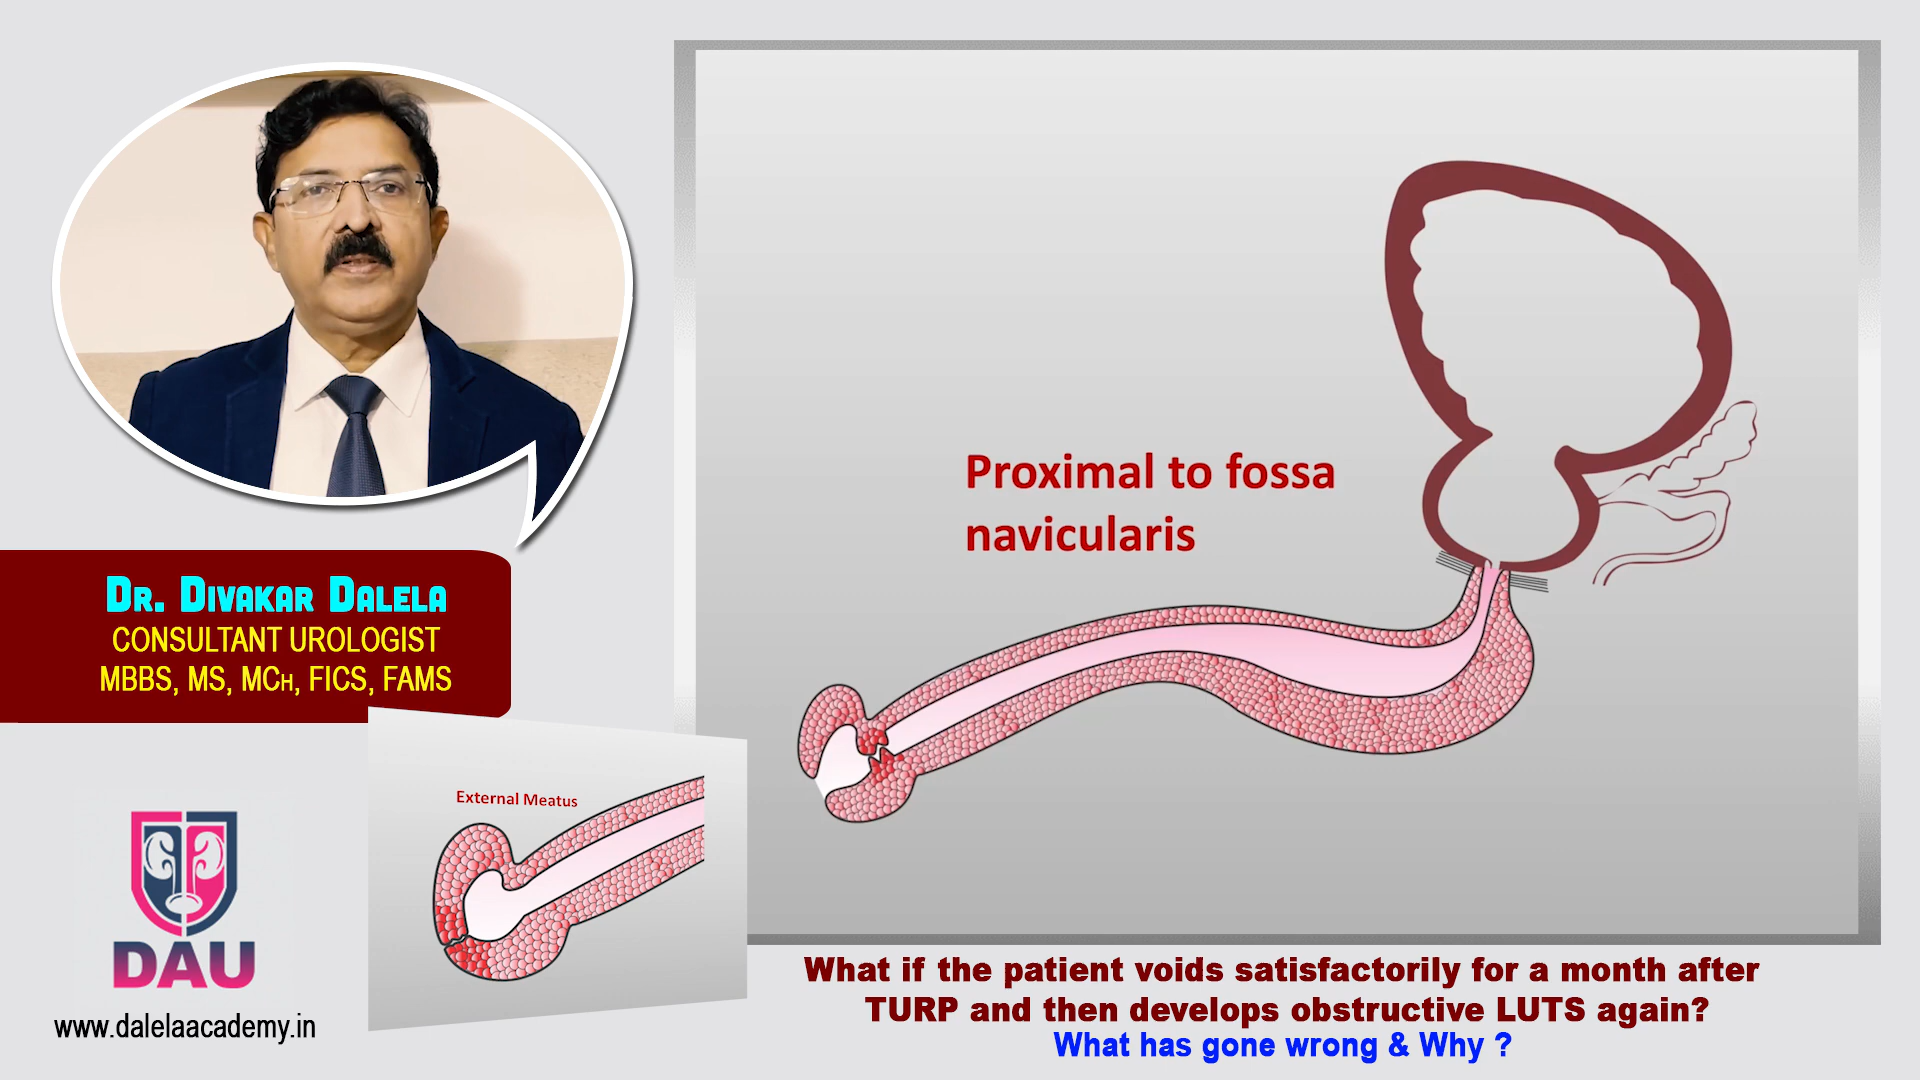 Proximal to fossa
navicularis
Dr. Divakar Dalela
CONSULTANT UROLOGIST
MBBS, MS, MCH, FICS, FAMS
External Meatus
DAU
www.dalelaacademy.in
What if the patient voids satisfactorily for a month after
TURP and then develops obstructive LUTS again?
What has gone wrong & Why ?